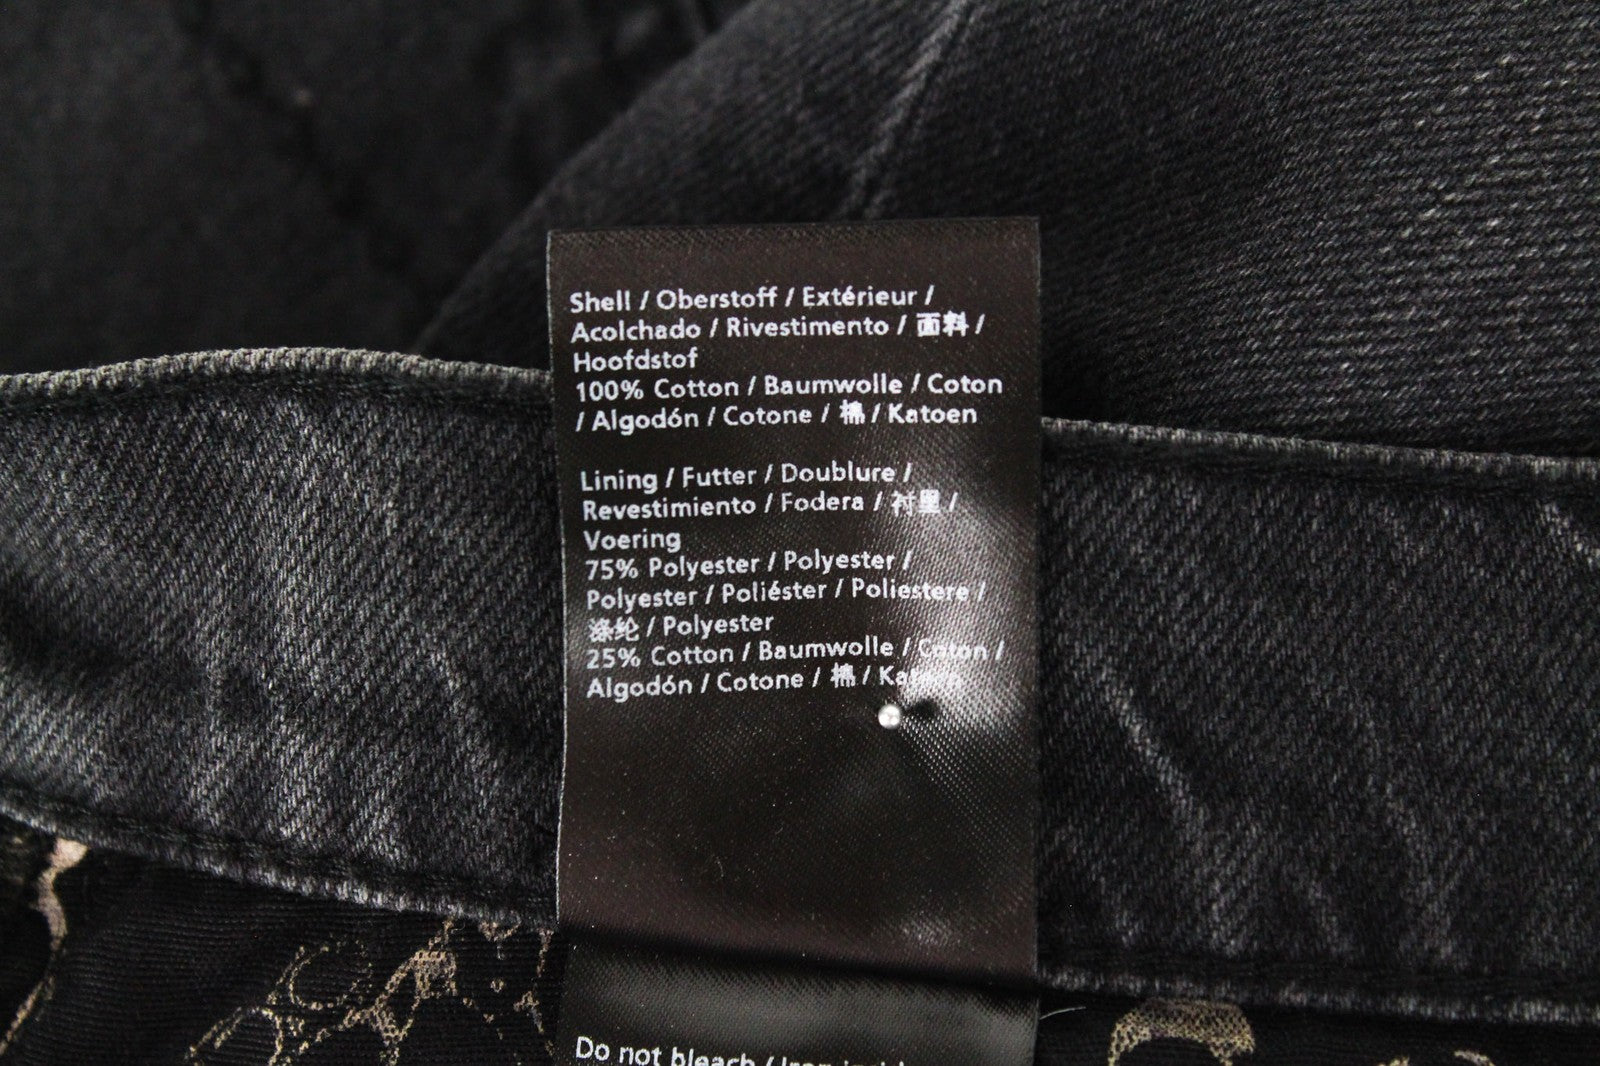 Shell / Oberstoff / Extérieur /
Acolchado / Rivestimento / 面料 /
Hoofdstof
100% Cotton / Baumwolle / Coton
/ Algodón / Cotone / 棉 / Katoen
Lining / Futter / Doublure /
Revestimiento / Fodera / 衬里 /
Voering
75% Polyester / Polyester /
Polyester / Poliéster / Poliestere /
涤纶 / Polyester
25% Cotton / Baumwolle / Coton /
Algodón / Cotone / 棉 / Katoen
Do not bleach / Iron